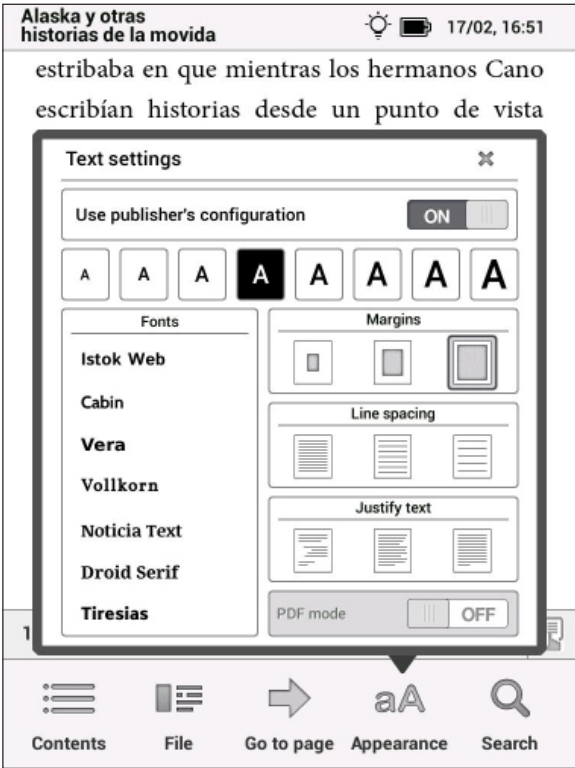 Alaska y otras
historias de la movida
17/02, 16:51
estribaba en que mientras los hermanos Cano
escribían historias desde un punto de vista
Text settings
Use publisher's configuration
ON
A A A A A A A A
Fonts
Istok Web
Cabin
Vera
Vollkorn
Noticia Text
Droid Serif
Tiresias
Margins
Line spacing
Justify text
PDF mode
OFF
1
aA
Contents
File
Go to page
Appearance
Search